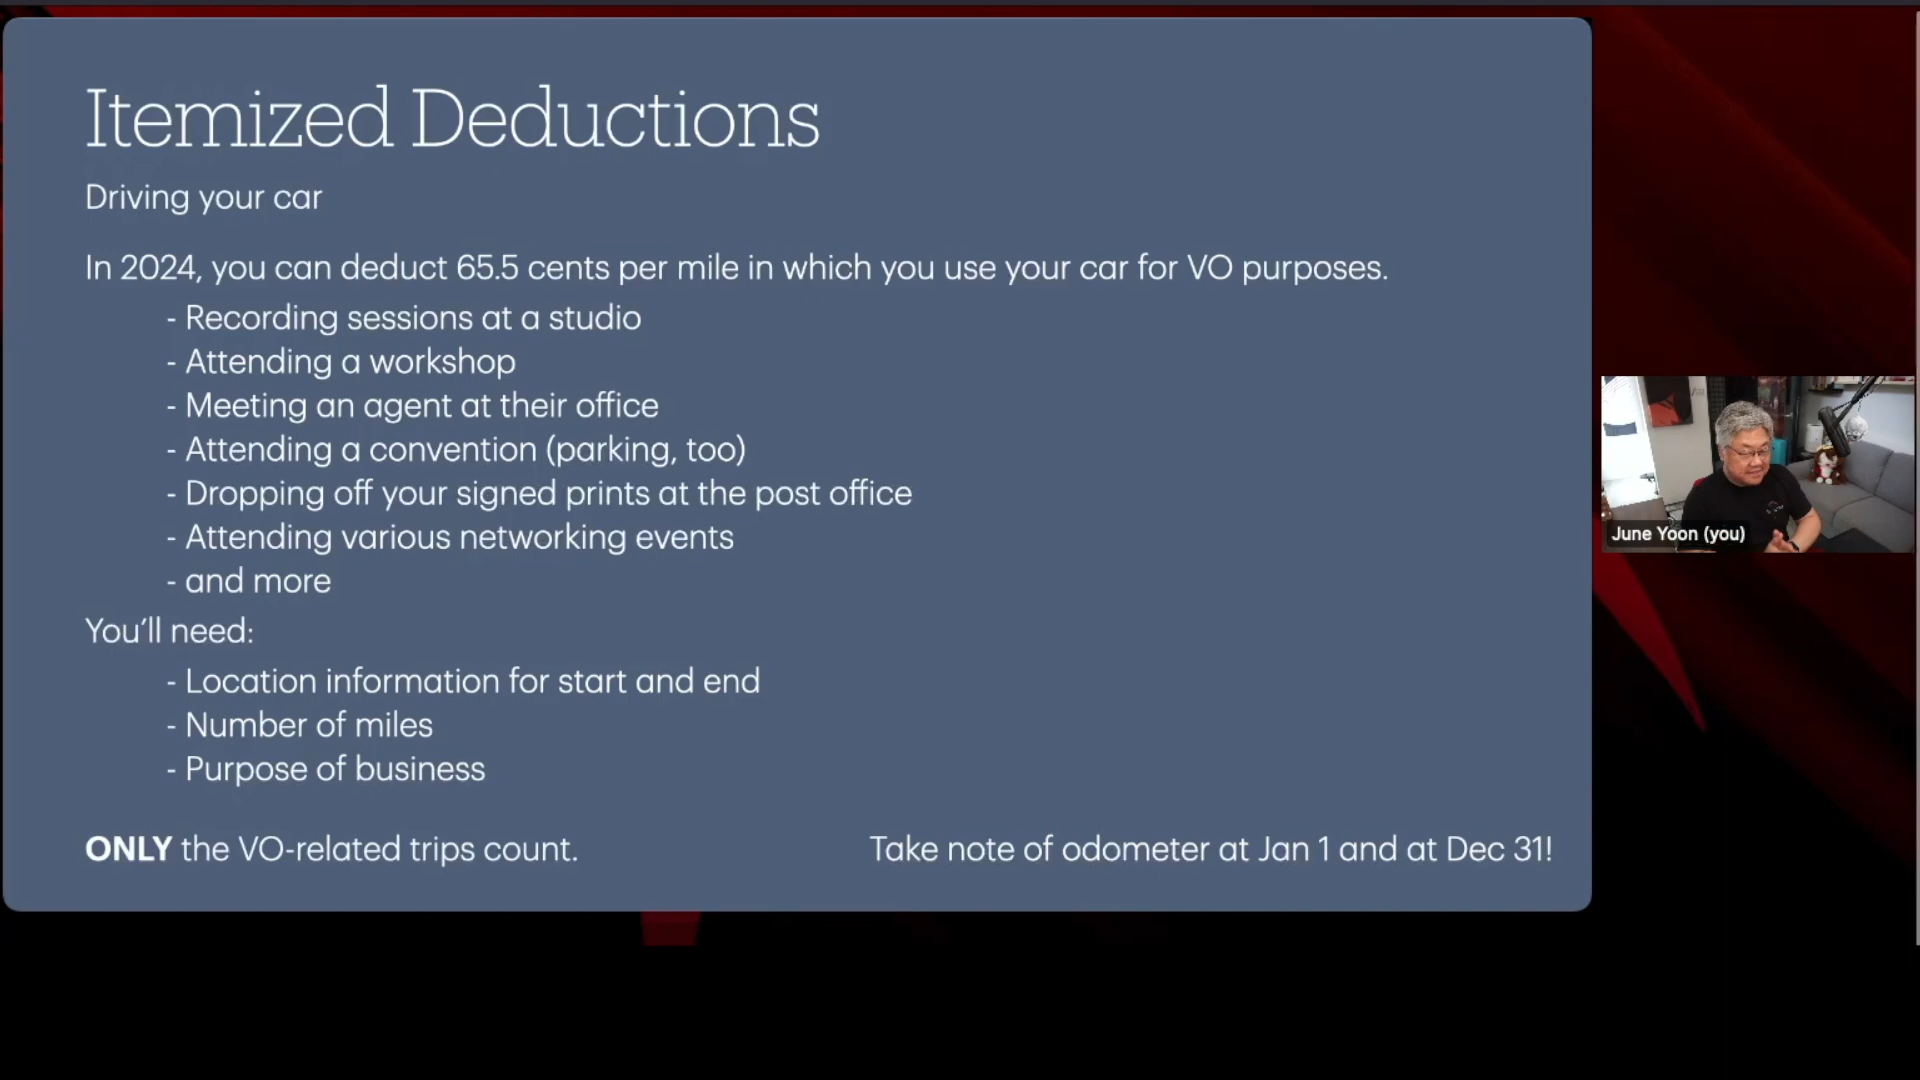 Itemized Deductions
Driving your car
In 2024, you can deduct 65.5 cents per mile in which you use your car for VO purposes.
- Recording sessions at a studio
- Attending a workshop
- Meeting an agent at their office
- Attending a convention (parking, too)
- Dropping off your signed prints at the post office
- Attending various networking events
- and more
You'll need:
- Location information for start and end
- Number of miles
- Purpose of business
ONLY the VO-related trips count.
Take note of odometer at Jan 1 and at Dec 31!
June Yoon (you)